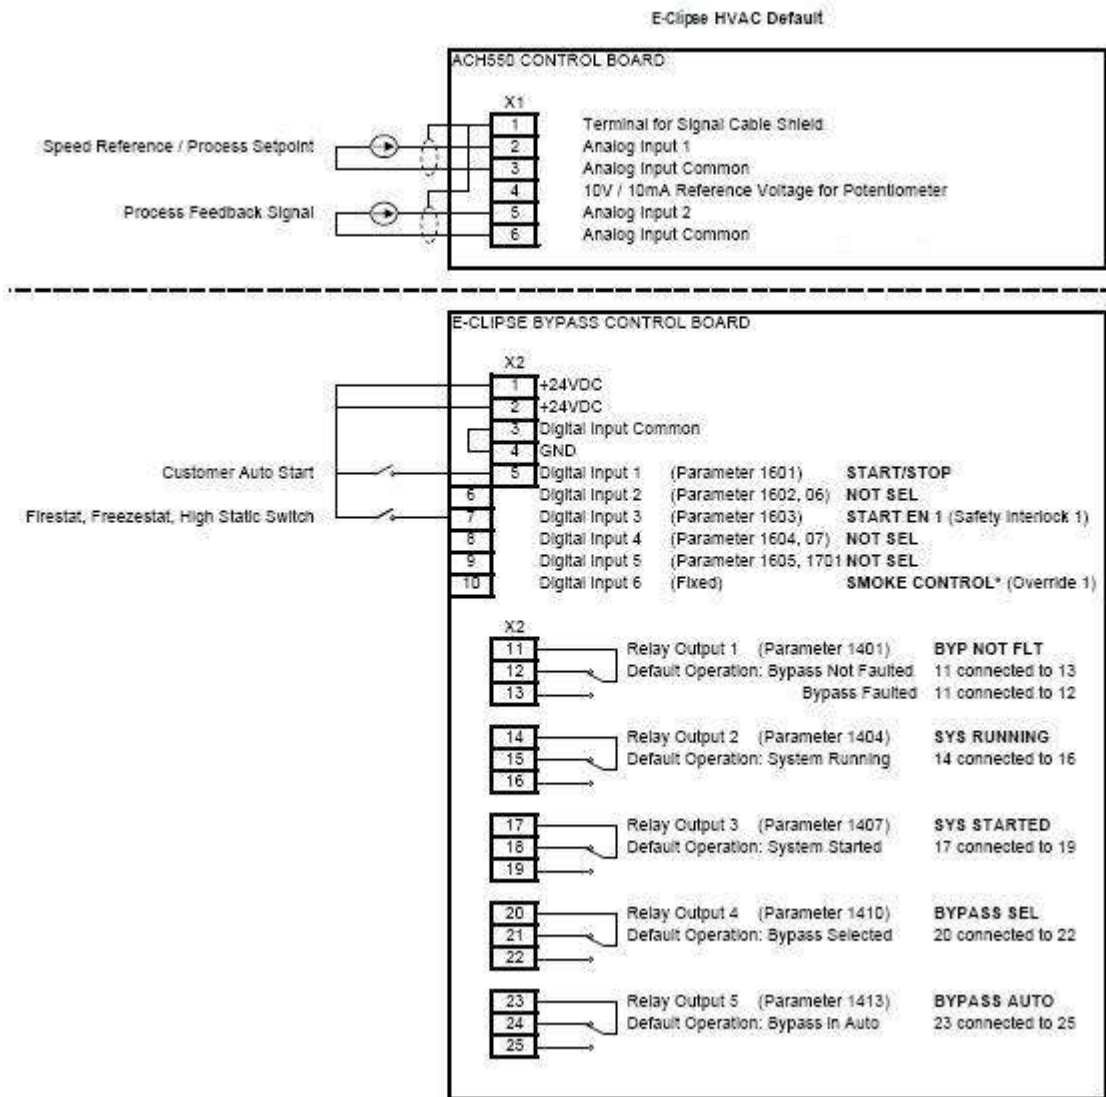 E-Clipse HVAC Default
ACH550 CONTROL BOARD
X1
1 Terminal for Signal Cable Shield
Speed Reference / Process Setpoint 2 Analog Input 1
3 Analog Input Common
4 10V / 10mA Reference Voltage for Potentiometer
Process Feedback Signal 5 Analog Input 2
6 Analog Input Common
E-CLIPSE BYPASS CONTROL BOARD
X2
1 +24VDC
2 +24VDC
3 Digital Input Common
4 GND
Customer Auto Start 5 Digital Input 1 (Parameter 1601) START/STOP
6 Digital Input 2 (Parameter 1602, 06) NOT SEL
Firestat, Freezestat, High Static Switch 7 Digital Input 3 (Parameter 1603) START EN 1 (Safety Interlock 1)
8 Digital Input 4 (Parameter 1604, 07) NOT SEL
9 Digital Input 5 (Parameter 1605, 1701 NOT SEL
10 Digital Input 6 (Fixed) SMOKE CONTROL* (Override 1)
X2
11 Relay Output 1 (Parameter 1401) BYP NOT FLT
12 Default Operation: Bypass Not Faulted 11 connected to 13
13 Bypass Faulted 11 connected to 12
14 Relay Output 2 (Parameter 1404) SYS RUNNING
15 Default Operation: System Running 14 connected to 16
16
17 Relay Output 3 (Parameter 1407) SYS STARTED
18 Default Operation: System Started 17 connected to 19
19
20 Relay Output 4 (Parameter 1410) BYPASS SEL
21 Default Operation: Bypass Selected 20 connected to 22
22
23 Relay Output 5 (Parameter 1413) BYPASS AUTO
24 Default Operation: Bypass in Auto 23 connected to 25
25